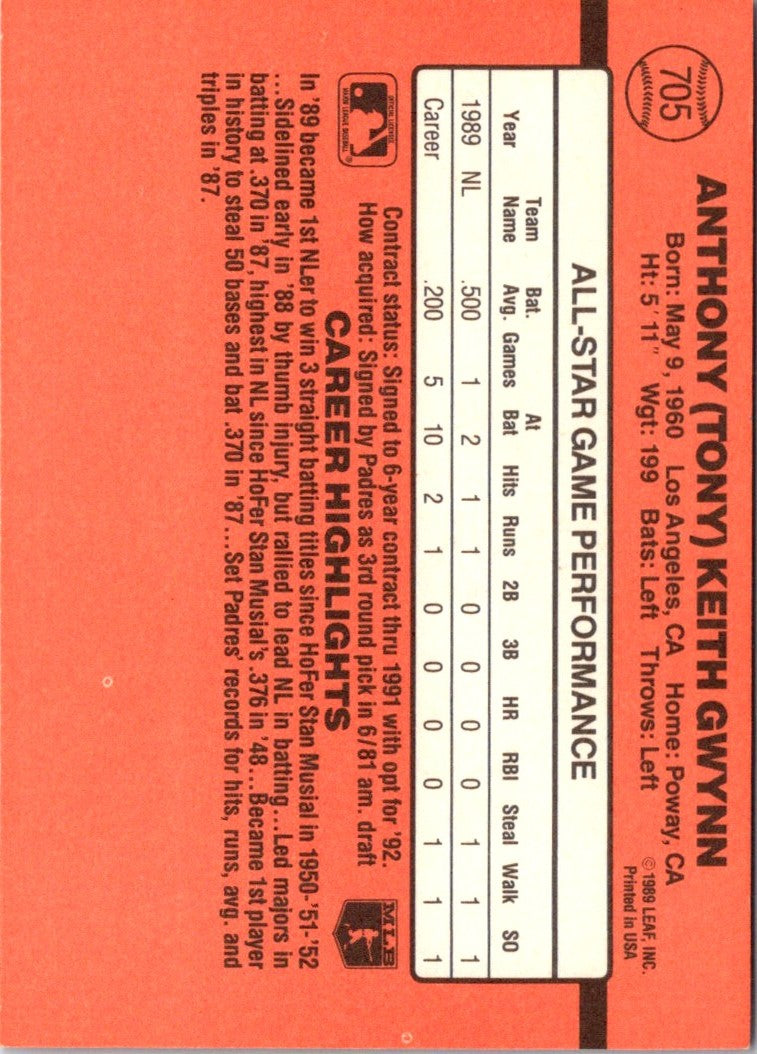 705
ANTHONY (TONY) KEITH GWYNN
Born: May 9, 1960 Los Angeles, CA Home: Poway, CA
Ht: 5' 11" Wgt: 199 Bats: Left Throws: Left
©1989 LEAF, INC.
Printed in USA
ALL-STAR GAME PERFORMANCE
Year Team Name Bat. Avg. Games At Bat Hits Runs 2B 3B HR RBI Steal Walk SO
1989 NL .500 1 2 1 1 0 0 0 0 1 1 1
Career .200 5 10 2 1 0 0 0 0 1 1 1
OFFICIAL LICENSEE
MAJOR LEAGUE BASEBALL ®
Contract status: Signed to 6-year contract thru 1991 with opt for '92.
How acquired: Signed by Padres as 3rd round pick in 6/81 am. draft
MLB
CAREER HIGHLIGHTS
In '89 became 1st NLer to win 3 straight batting titles since HoFer Stan Musial in 1950-'51-'52
...Sidelined early in '88 by thumb injury, but rallied to lead NL in batting...Led majors in
batting at .370 in '87, highest in NL since HoFer Stan Musial's .376 in '48...Became 1st player
in history to steal 50 bases and bat .370 in '87...Set Padres' records for hits, runs, avg. and
triples in '87.